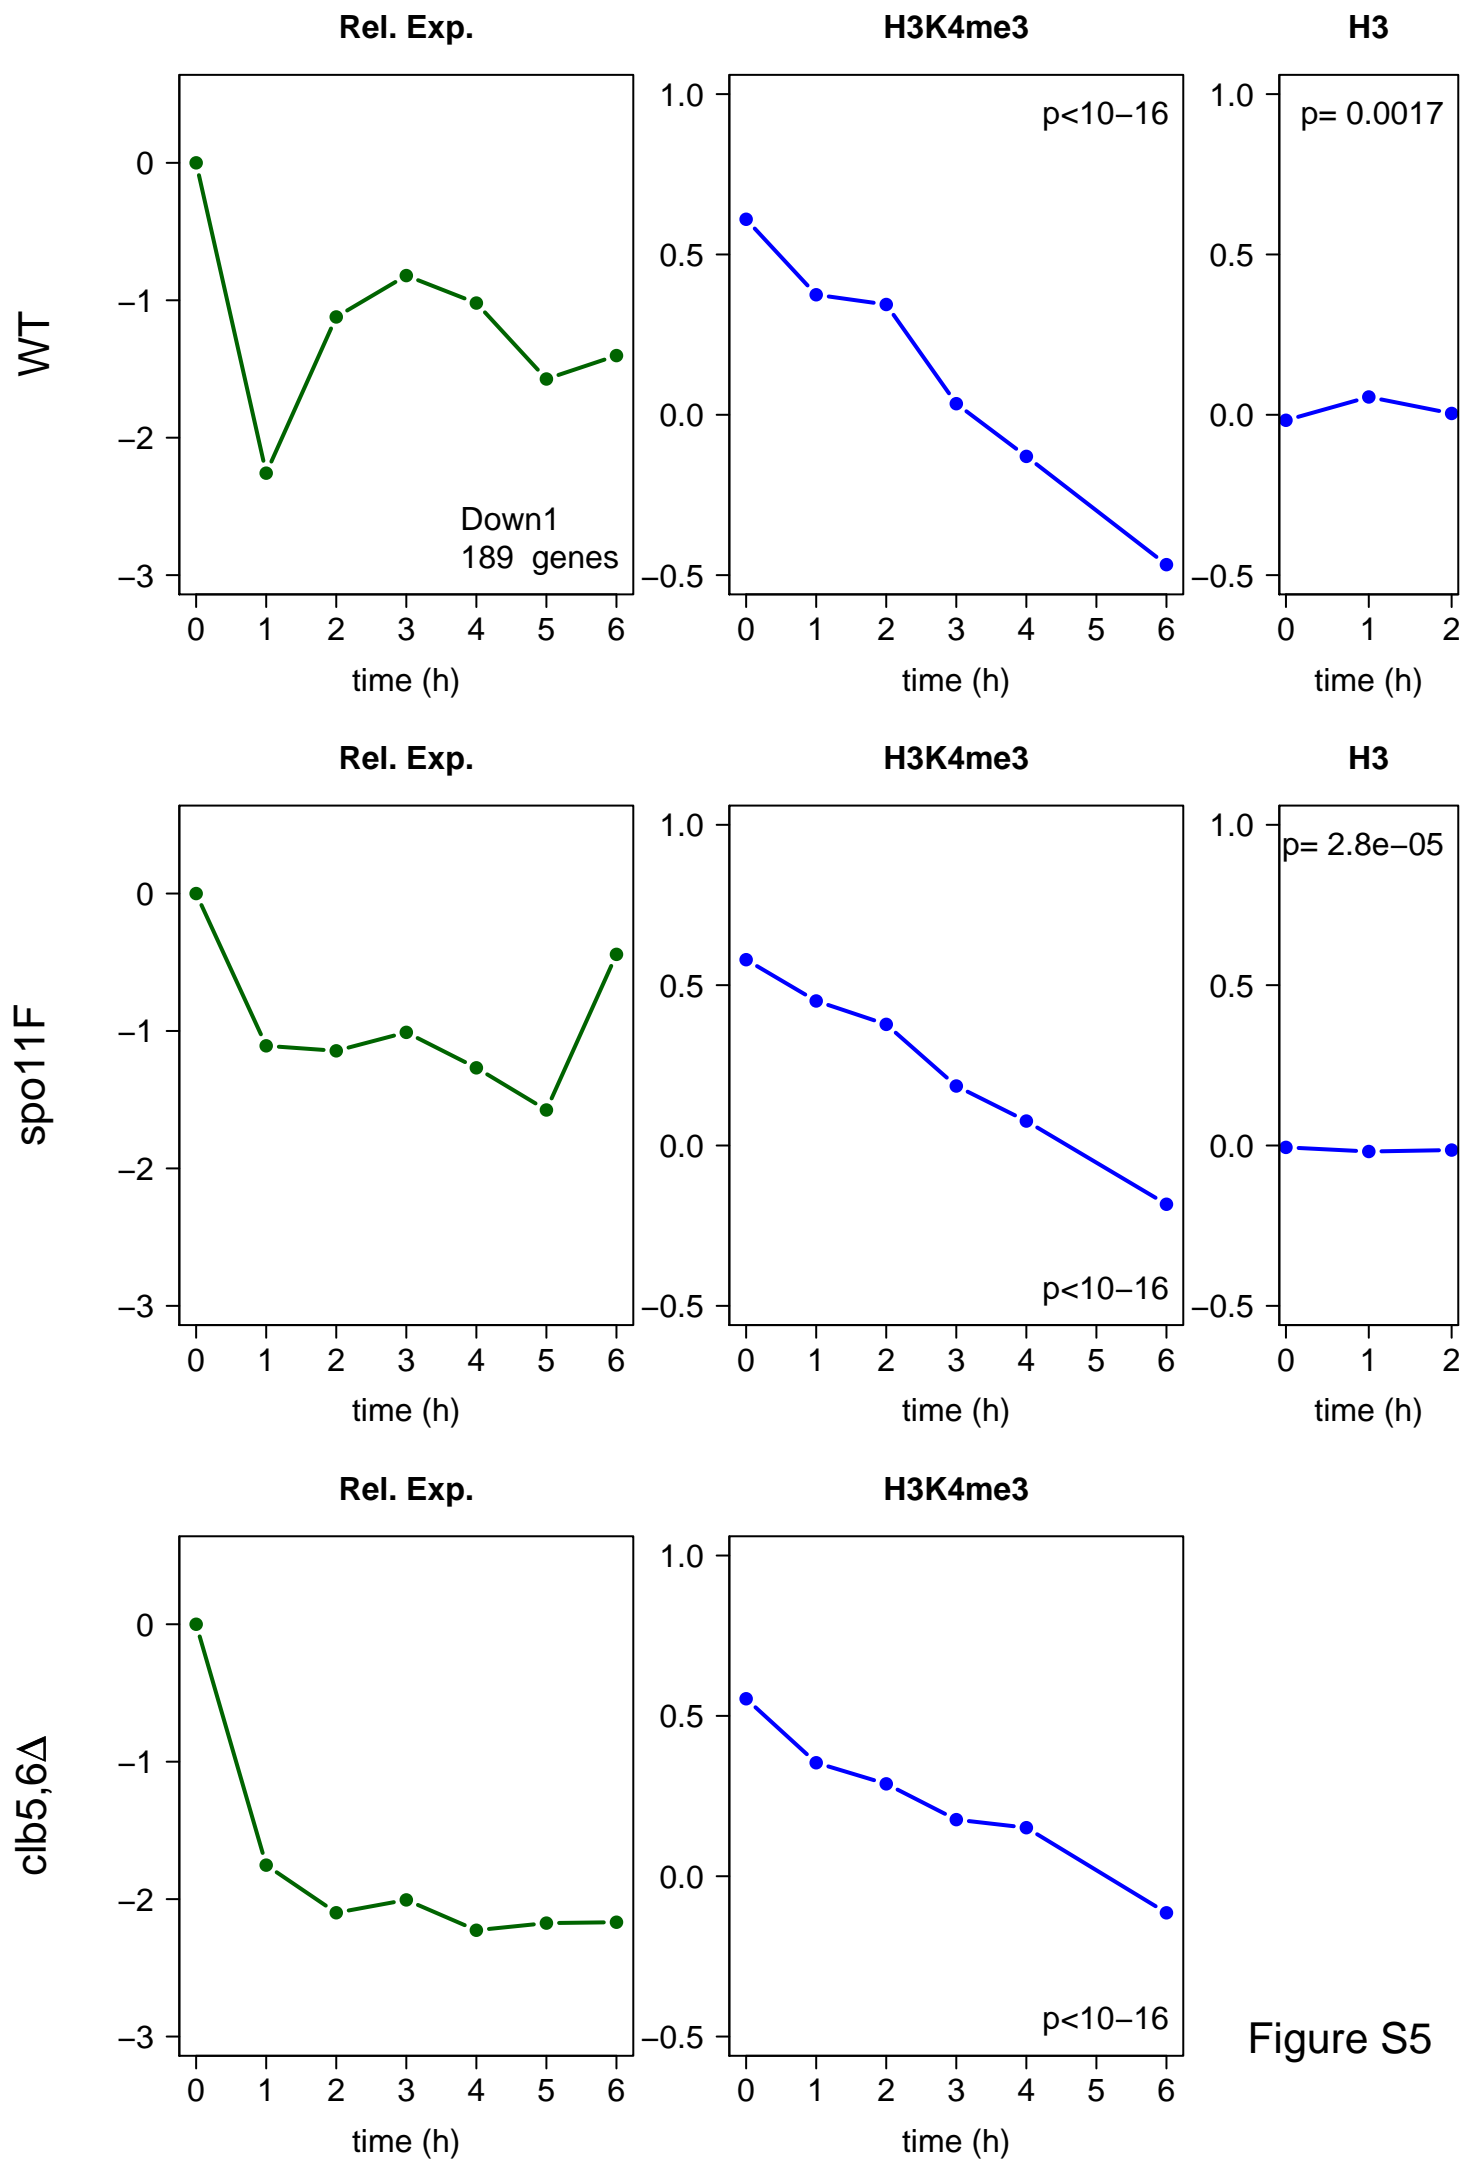 Rel. Exp.
H3K4me3
H3
WT
0
−1
−2
−3
Down1
189 genes
0 1 2 3 4 5 6
time (h)
1.0
0.5
0.0
−0.5
p<10−16
0 1 2 3 4 5 6
time (h)
1.0
0.5
0.0
−0.5
p= 0.0017
0 1 2
time (h)
Rel. Exp.
H3K4me3
H3
spo11F
0
−1
−2
−3
0 1 2 3 4 5 6
time (h)
1.0
0.5
0.0
−0.5
p<10−16
0 1 2 3 4 5 6
time (h)
1.0
0.5
0.0
−0.5
p= 2.8e−05
0 1 2
time (h)
Rel. Exp.
H3K4me3
clb5,6Δ
0
−1
−2
−3
0 1 2 3 4 5 6
time (h)
1.0
0.5
0.0
−0.5
p<10−16
0 1 2 3 4 5 6
time (h)
Figure S5